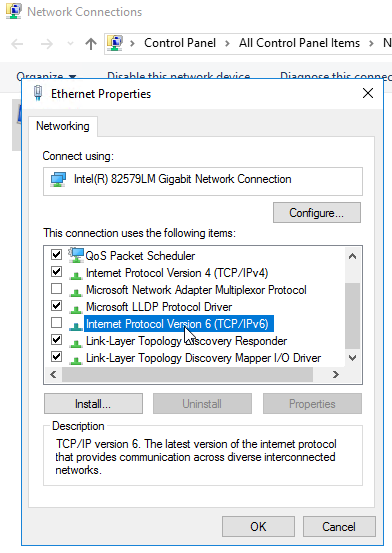 Network Connections
Control Panel All Control Panel Items N
Organize Disable this network device Diagnose this conne
Ethernet Properties
Networking
Connect using:
Intel(R) 82579LM Gigabit Network Connection
Configure...
This connection uses the following items:
QoS Packet Scheduler
Internet Protocol Version 4 (TCP/IPv4)
Microsoft Network Adapter Multiplexor Protocol
Microsoft LLDP Protocol Driver
Internet Protocol Version 6 (TCP/IPv6)
Link-Layer Topology Discovery Responder
Link-Layer Topology Discovery Mapper I/O Driver
Install... Uninstall Properties
Description
TCP/IP version 6. The latest version of the internet protocol
that provides communication across diverse interconnected
networks.
OK Cancel